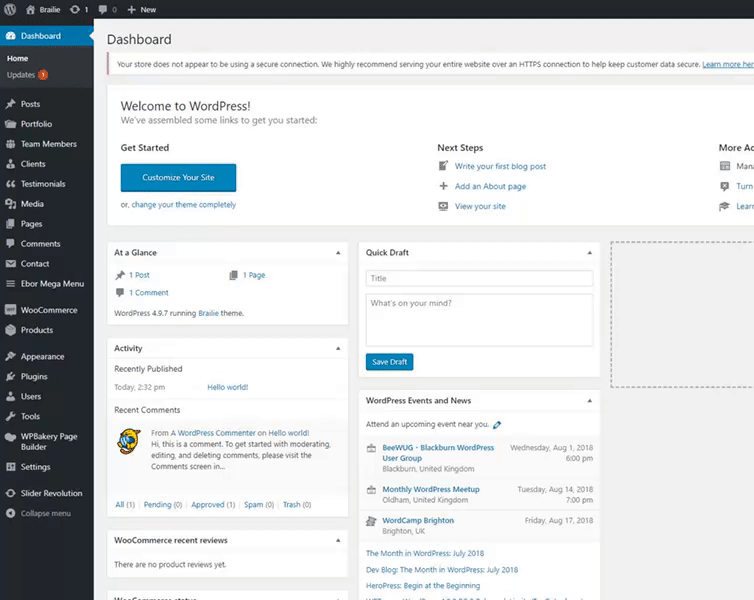 Brailie 1 0 New
Dashboard
Home
Updates 1
Posts
Portfolio
Team Members
Clients
Testimonials
Media
Pages
Comments
Contact
Ebor Mega Menu
WooCommerce
Products
Appearance
Plugins
Users
Tools
WPBakery Page
Builder
Settings
Slider Revolution
Collapse menu
Dashboard
Your store does not appear to be using a secure connection. We highly recommend serving your entire website over an HTTPS connection to help keep customer data secure. Learn more her
Welcome to WordPress!
We've assembled some links to get you started:
Get Started
Customize Your Site
or, change your theme completely
Next Steps
Write your first blog post
Add an About page
View your site
More Ac
Mana
Turn
Lear
At a Glance
1 Post
1 Page
1 Comment
WordPress 4.9.7 running Brailie theme.
Activity
Recently Published
Today, 2:32 pm Hello world!
Recent Comments
From A WordPress Commenter on Hello world!
Hi, this is a comment. To get started with moderating,
editing, and deleting comments, please visit the
Comments screen in...
All (1) | Pending (0) | Approved (1) | Spam (0) | Trash (0)
WooCommerce recent reviews
There are no product reviews yet.
Quick Draft
Title
What's on your mind?
Save Draft
WordPress Events and News
Attend an upcoming event near you.
BeeWUG - Blackburn WordPress
User Group
Blackburn, United Kingdom
Wednesday, Aug 1, 2018
6:00 pm
Monthly WordPress Meetup
Oldham, United Kingdom
Tuesday, Aug 14, 2018
7:00 pm
WordCamp Brighton
Brighton, UK
Friday, Aug 17, 2018
The Month in WordPress: July 2018
Dev Blog: The Month in WordPress: July 2018
HeroPress: Begin at the Beginning